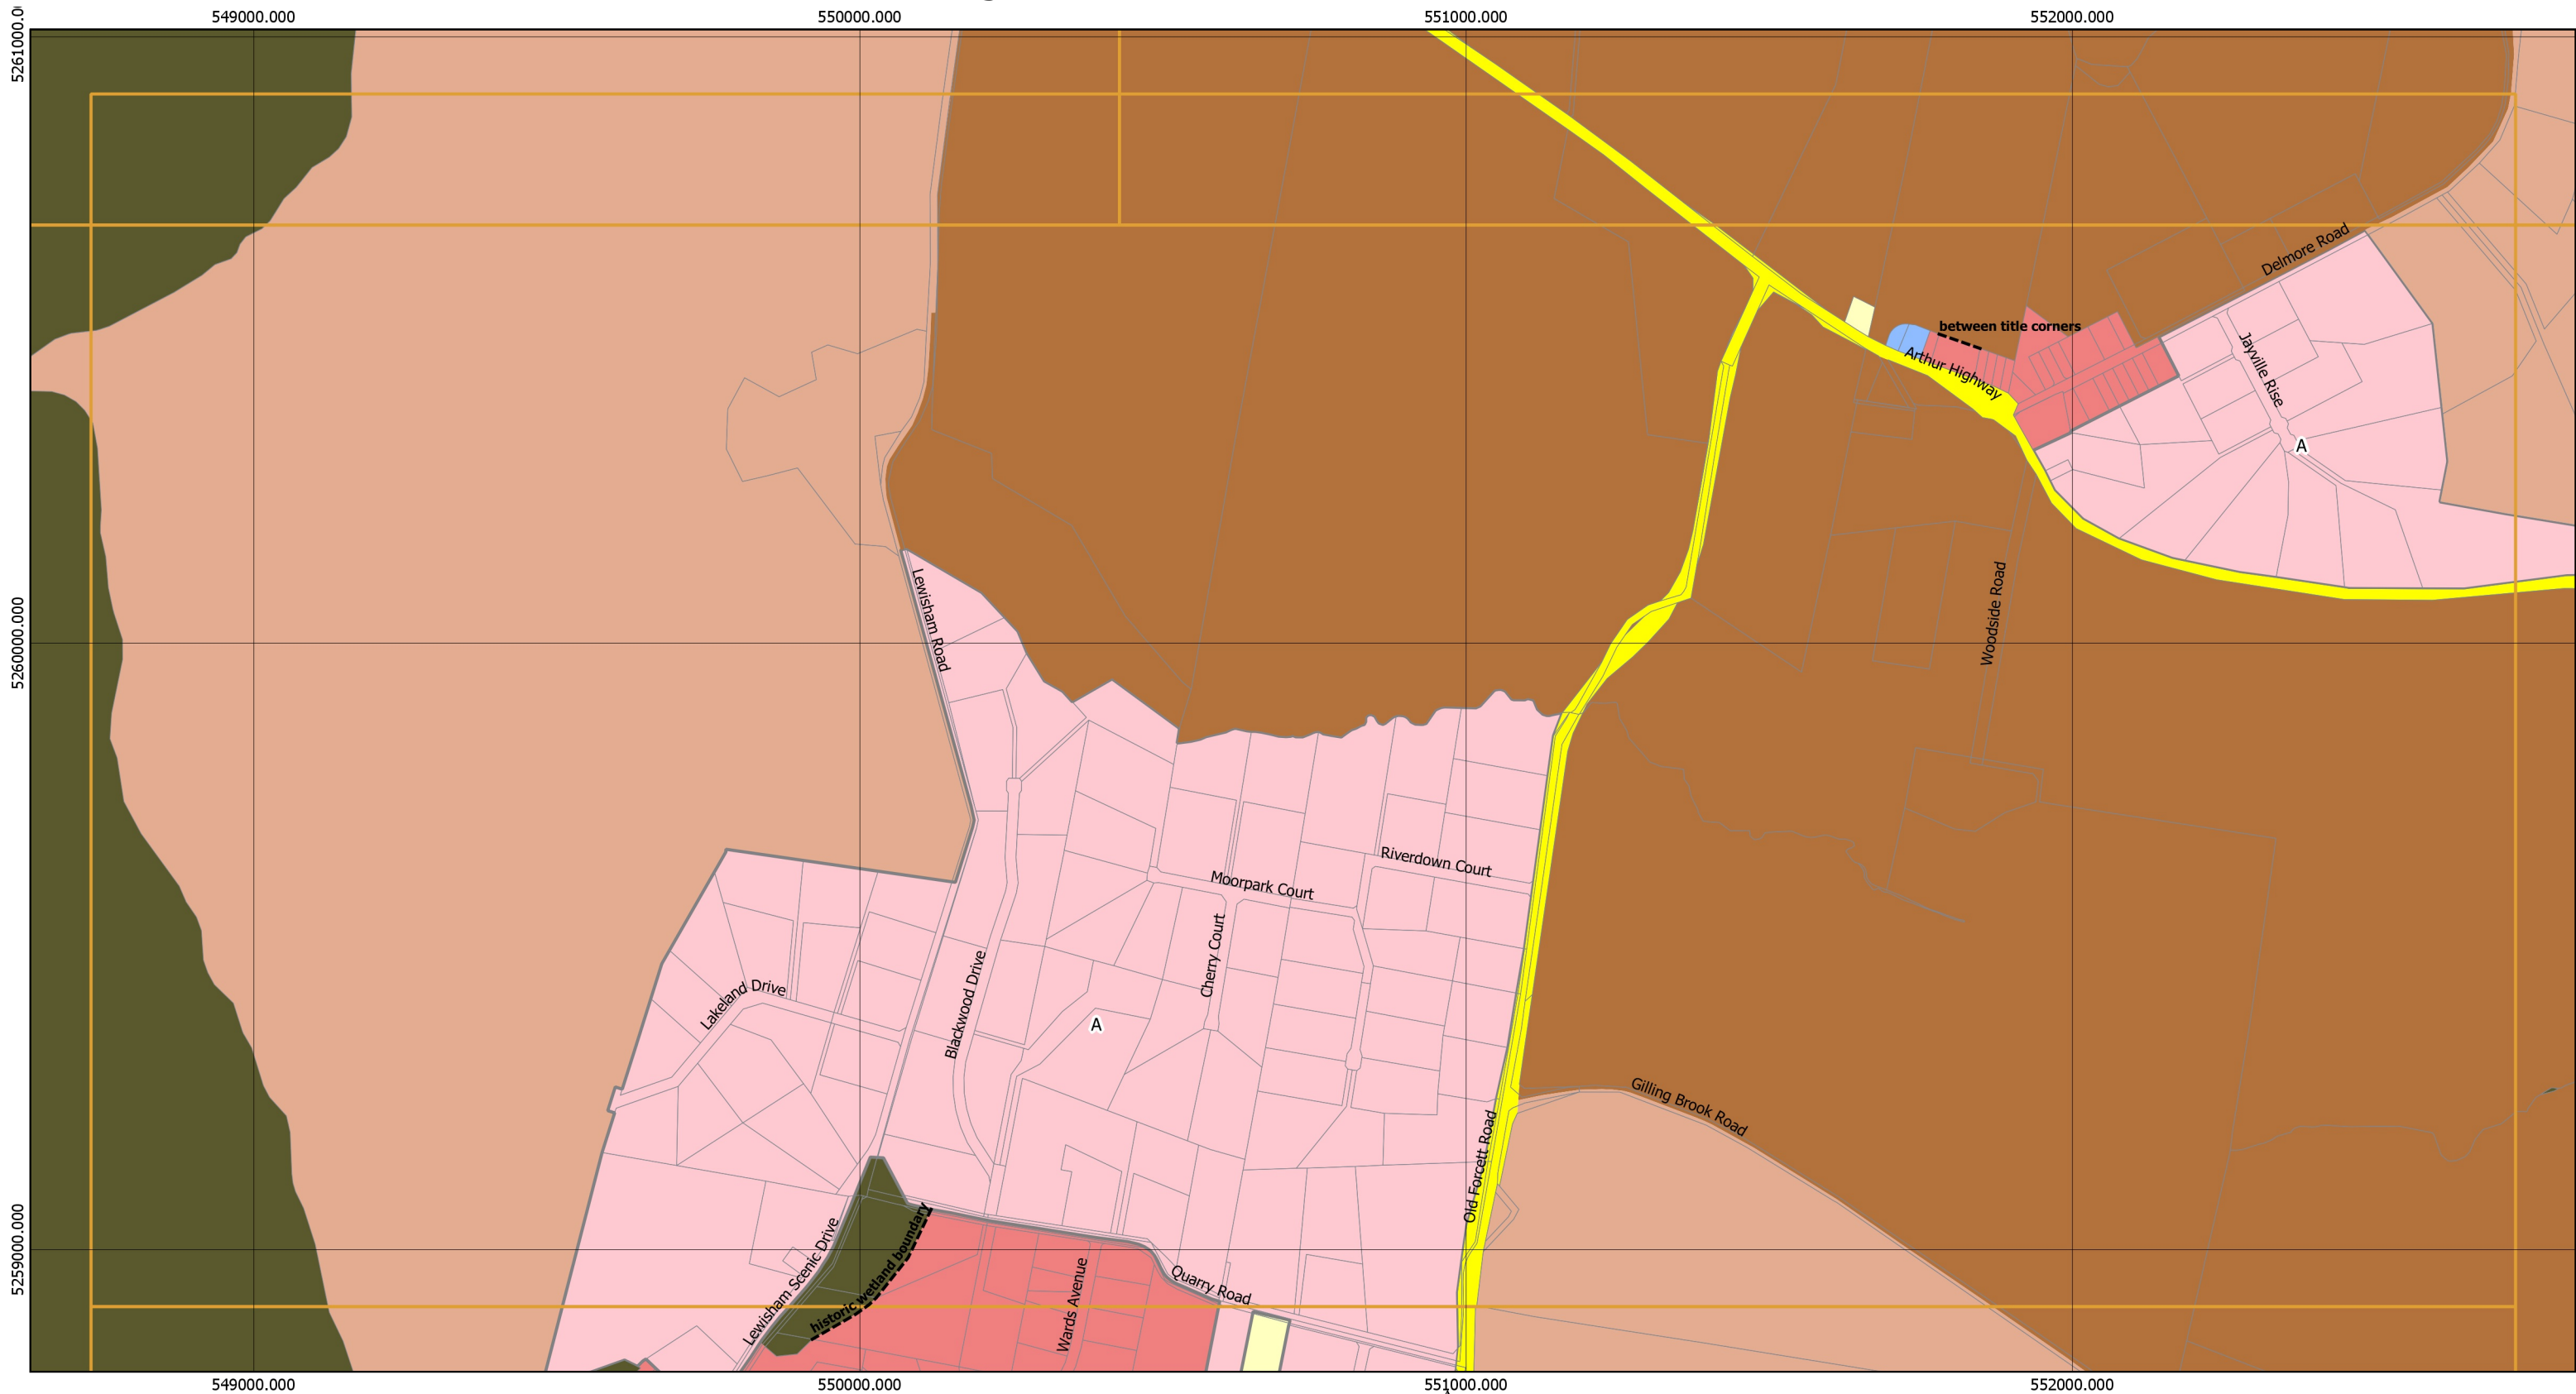 549000.000
550000.000
551000.000
552000.000
Delmore Road
between title corners
Arthur Highway
Jayville Rise
A
Lewisham Road
5260000.000
Woodside Road
Riverdown Court
Moorpark Court
Cherry Court
Lakeland Drive
Blackwood Drive
A
Gilling Brook Road
Old Forcett Road
5259000.000
Lewisham Scenic Drive
historic wetland boundary
Wards Avenue
Quarry Road
549000.000
550000.000
551000.000
552000.000